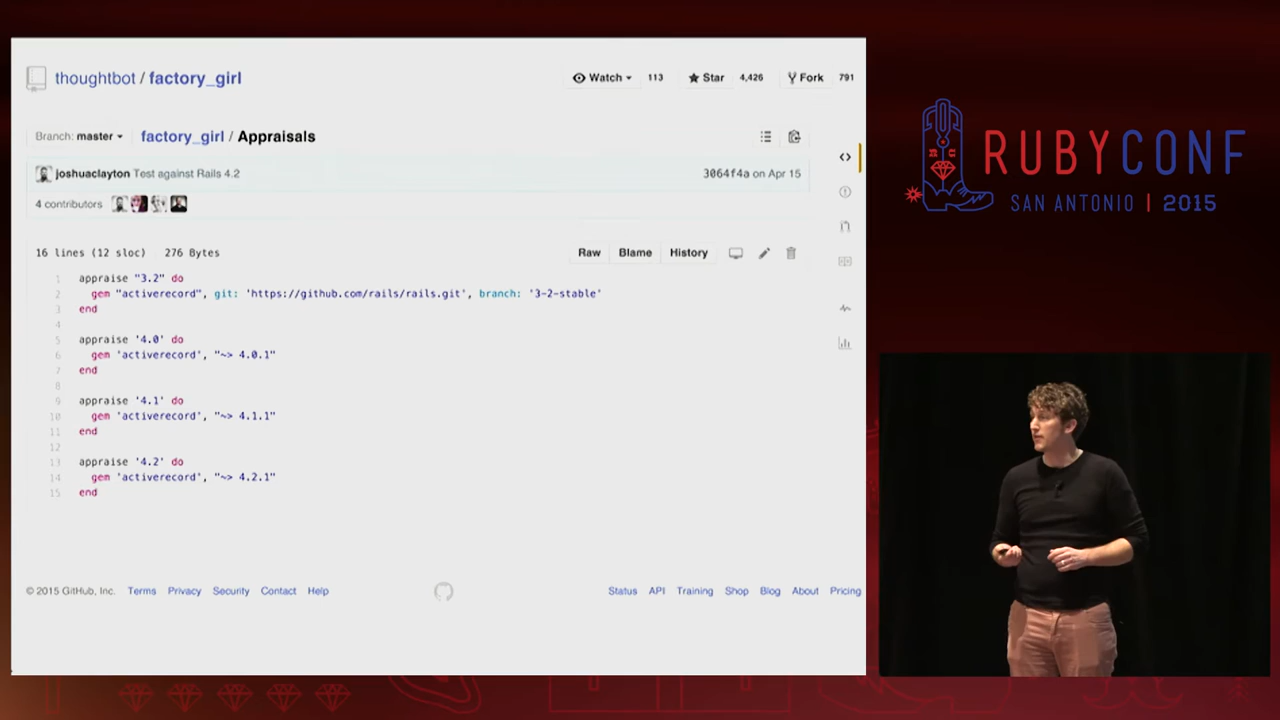 thoughtbot / factory_girl
Watch 113 Star 4,426 Fork 791
Branch: master factory_girl / Appraisals
joshuaclayton Test against Rails 4.2 3064f4a on Apr 15
4 contributors
16 lines (12 sloc) 276 Bytes Raw Blame History
1 appraise "3.2" do
2 gem "activerecord", git: 'https://github.com/rails/rails.git', branch: '3-2-stable'
3 end
4
5 appraise '4.0' do
6 gem 'activerecord', "~> 4.0.1"
7 end
8
9 appraise '4.1' do
10 gem 'activerecord', "~> 4.1.1"
11 end
12
13 appraise '4.2' do
14 gem 'activerecord', "~> 4.2.1"
15 end
© 2015 GitHub, Inc. Terms Privacy Security Contact Help Status API Training Shop Blog About Pricing
RUBYCONF
SAN ANTONIO | 2015